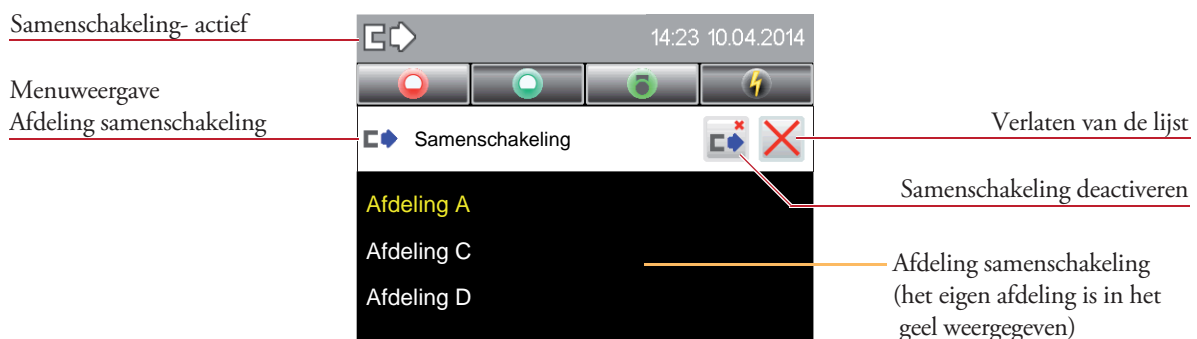 Samenschakeling- actief
14:23 10.04.2014
Menuweergave
Afdeling samenschakeling
Samenschakeling
Verlaten van de lijst
Samenschakeling deactiveren
Afdeling A
Afdeling C
Afdeling D
Afdeling samenschakeling
(het eigen afdeling is in het
geel weergegeven)